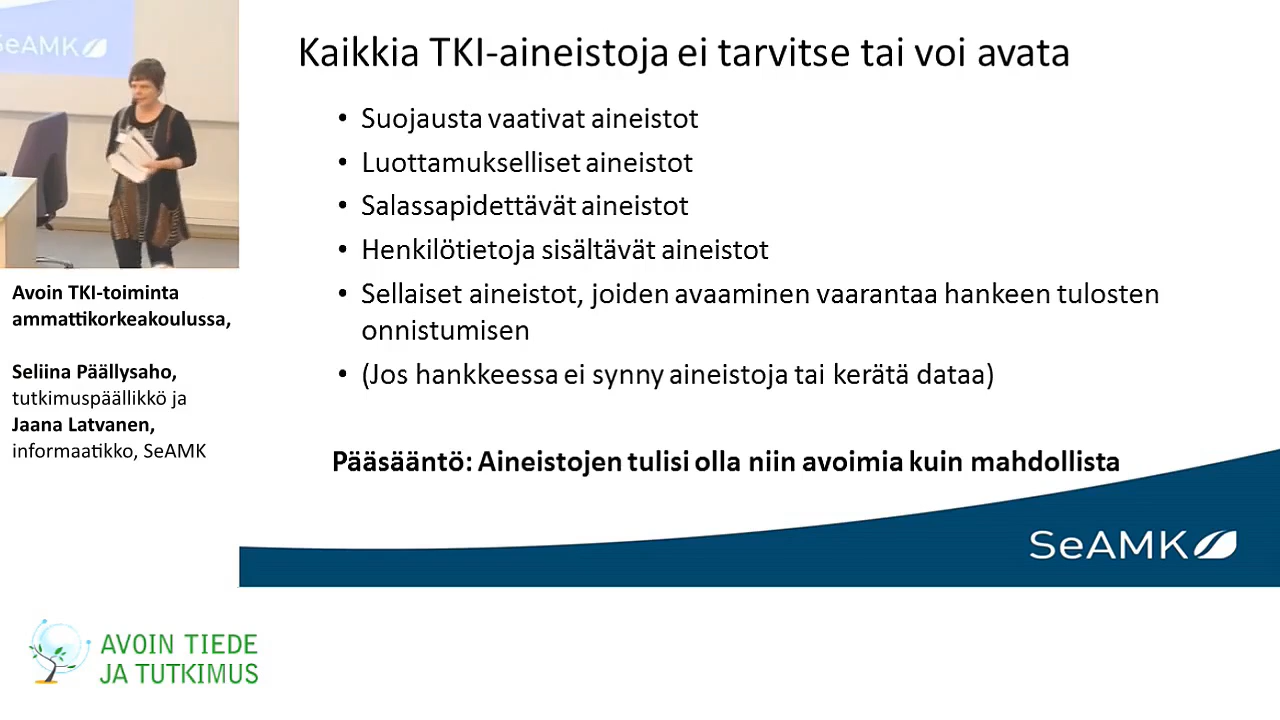 SeAMK
Kaikkia TKI-aineistoja ei tarvitse tai voi avata
• Suojausta vaativat aineistot
• Luottamukselliset aineistot
• Salassapidettävät aineistot
• Henkilötietoja sisältävät aineistot
• Sellaiset aineistot, joiden avaaminen vaarantaa hankeen tulosten
onnistumisen
• (Jos hankkeessa ei synny aineistoja tai kerätä dataa)
Pääsääntö: Aineistojen tulisi olla niin avoimia kuin mahdollista
SeAMK
Avoin TKI-toiminta
ammattikorkeakoulussa,
Seliina Päällysaho,
tutkimuspäällikkö ja
Jaana Latvanen,
informaatikko, SeAMK
AVOIN TIEDE
JA TUTKIMUS